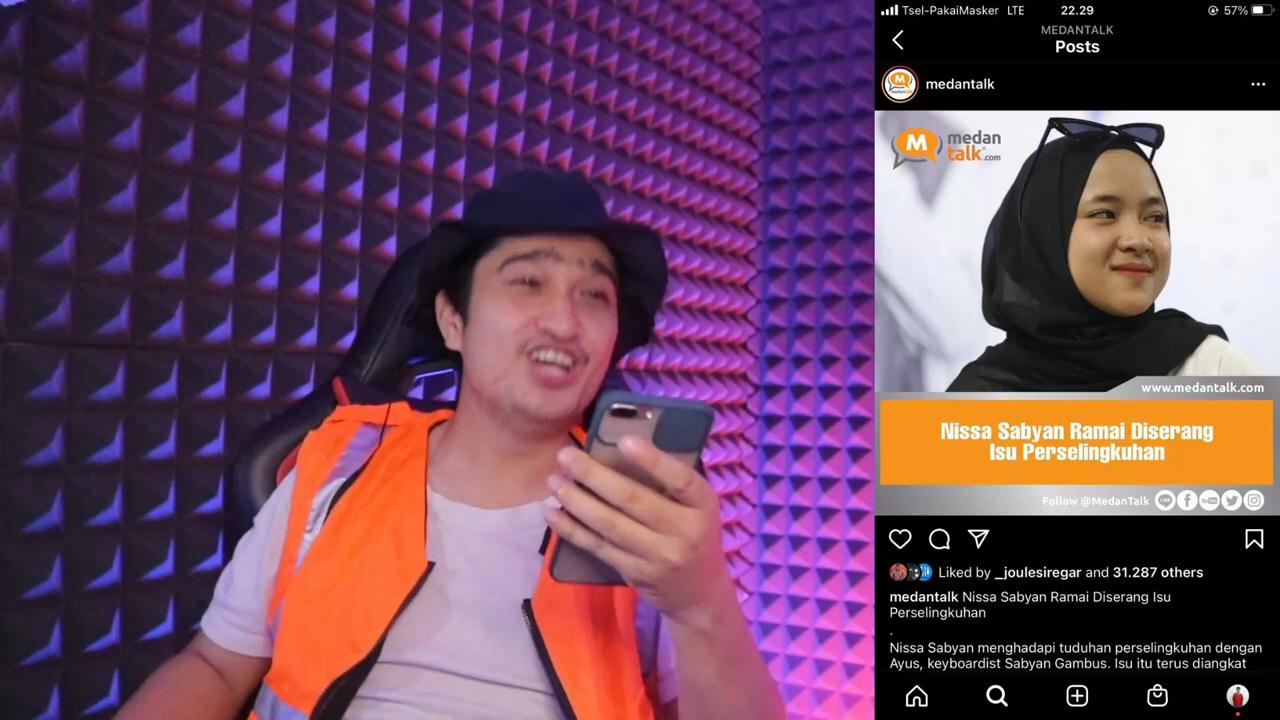 Tsel-PakaiMasker LTE 22.29 57%
MEDANTALK
Posts
medantalk
M medan
talk.com
www.medantalk.com
Nissa Sabyan Ramai Diserang
Isu Perselingkuhan
Follow @MedanTalk
Liked by _joulesiregar and 31.287 others
medantalk Nissa Sabyan Ramai Diserang Isu
Perselingkuhan
.
Nissa Sabyan menghadapi tuduhan perselingkuhan dengan
Ayus, keyboardist Sabyan Gambus. Isu itu terus diangkat